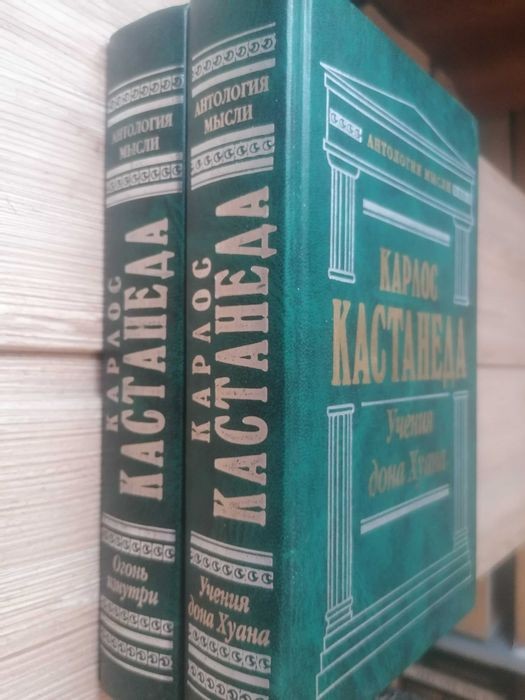 АНТОЛОГИЯ
МЫСЛИ
КАРЛОС
КАСТАНЕДА
Огонь
изнутри
АНТОЛОГИЯ
МЫСЛИ
КАРЛОС
КАСТАНЕДА
Учения
дона Хуана
АНТОЛОГИЯ МЫСЛИ
КАРЛОС
КАСТАНЕДА
Учения
дона Хуана